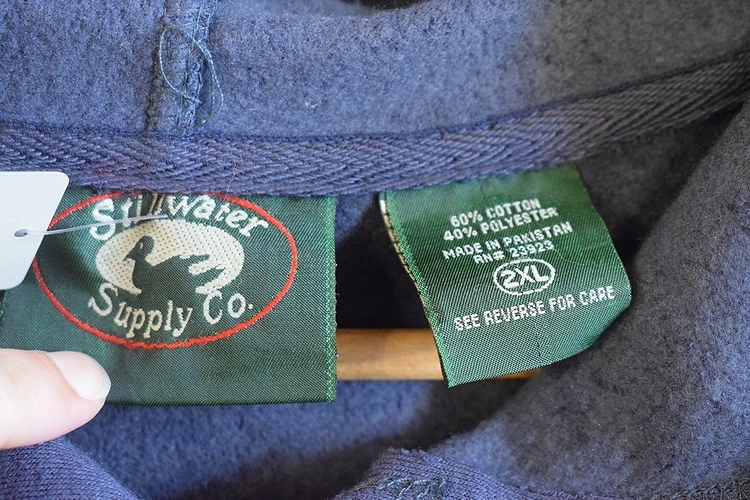 Stillwater
Supply Co.
60% COTTON
40% POLYESTER
MADE IN PAKISTAN
RN# 23923
2XL
SEE REVERSE FOR CARE